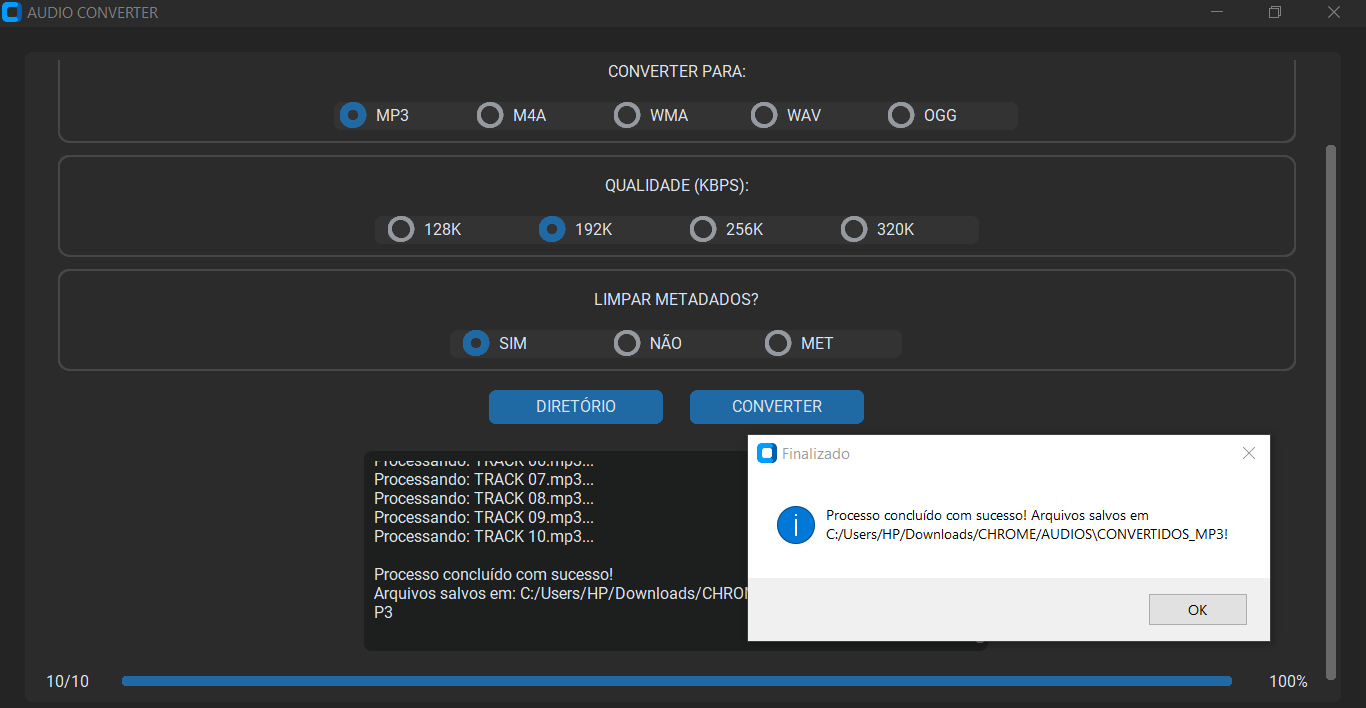 AUDIO CONVERTER
CONVERTER PARA:
MP3 M4A WMA WAV OGG
QUALIDADE (KBPS):
128K 192K 256K 320K
LIMPAR METADADOS?
SIM NÃO MET
DIRETÓRIO CONVERTER
Processando: TRACK 06.mp3...
Processando: TRACK 07.mp3...
Processando: TRACK 08.mp3...
Processando: TRACK 09.mp3...
Processando: TRACK 10.mp3...
Processo concluído com sucesso!
Arquivos salvos em: C:/Users/HP/Downloads/CHRO
P3
Finalizado
Processo concluído com sucesso! Arquivos salvos em
C:/Users/HP/Downloads/CHROME/AUDIOS\CONVERTIDOS_MP3!
OK
10/10 100%